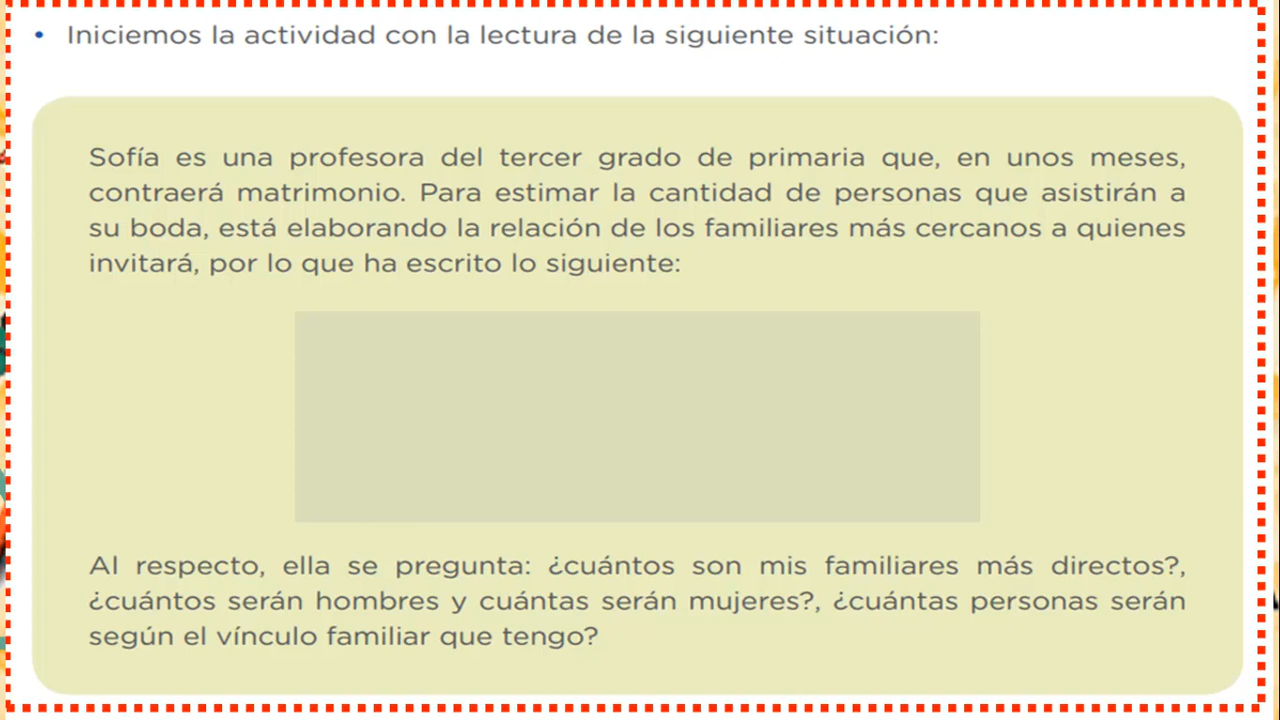 • Iniciemos la actividad con la lectura de la siguiente situación:
Sofía es una profesora del tercer grado de primaria que, en unos meses,
contraerá matrimonio. Para estimar la cantidad de personas que asistirán a
su boda, está elaborando la relación de los familiares más cercanos a quienes
invitará, por lo que ha escrito lo siguiente:
Al respecto, ella se pregunta: ¿cuántos son mis familiares más directos?,
¿cuántos serán hombres y cuántas serán mujeres?, ¿cuántas personas serán
según el vínculo familiar que tengo?